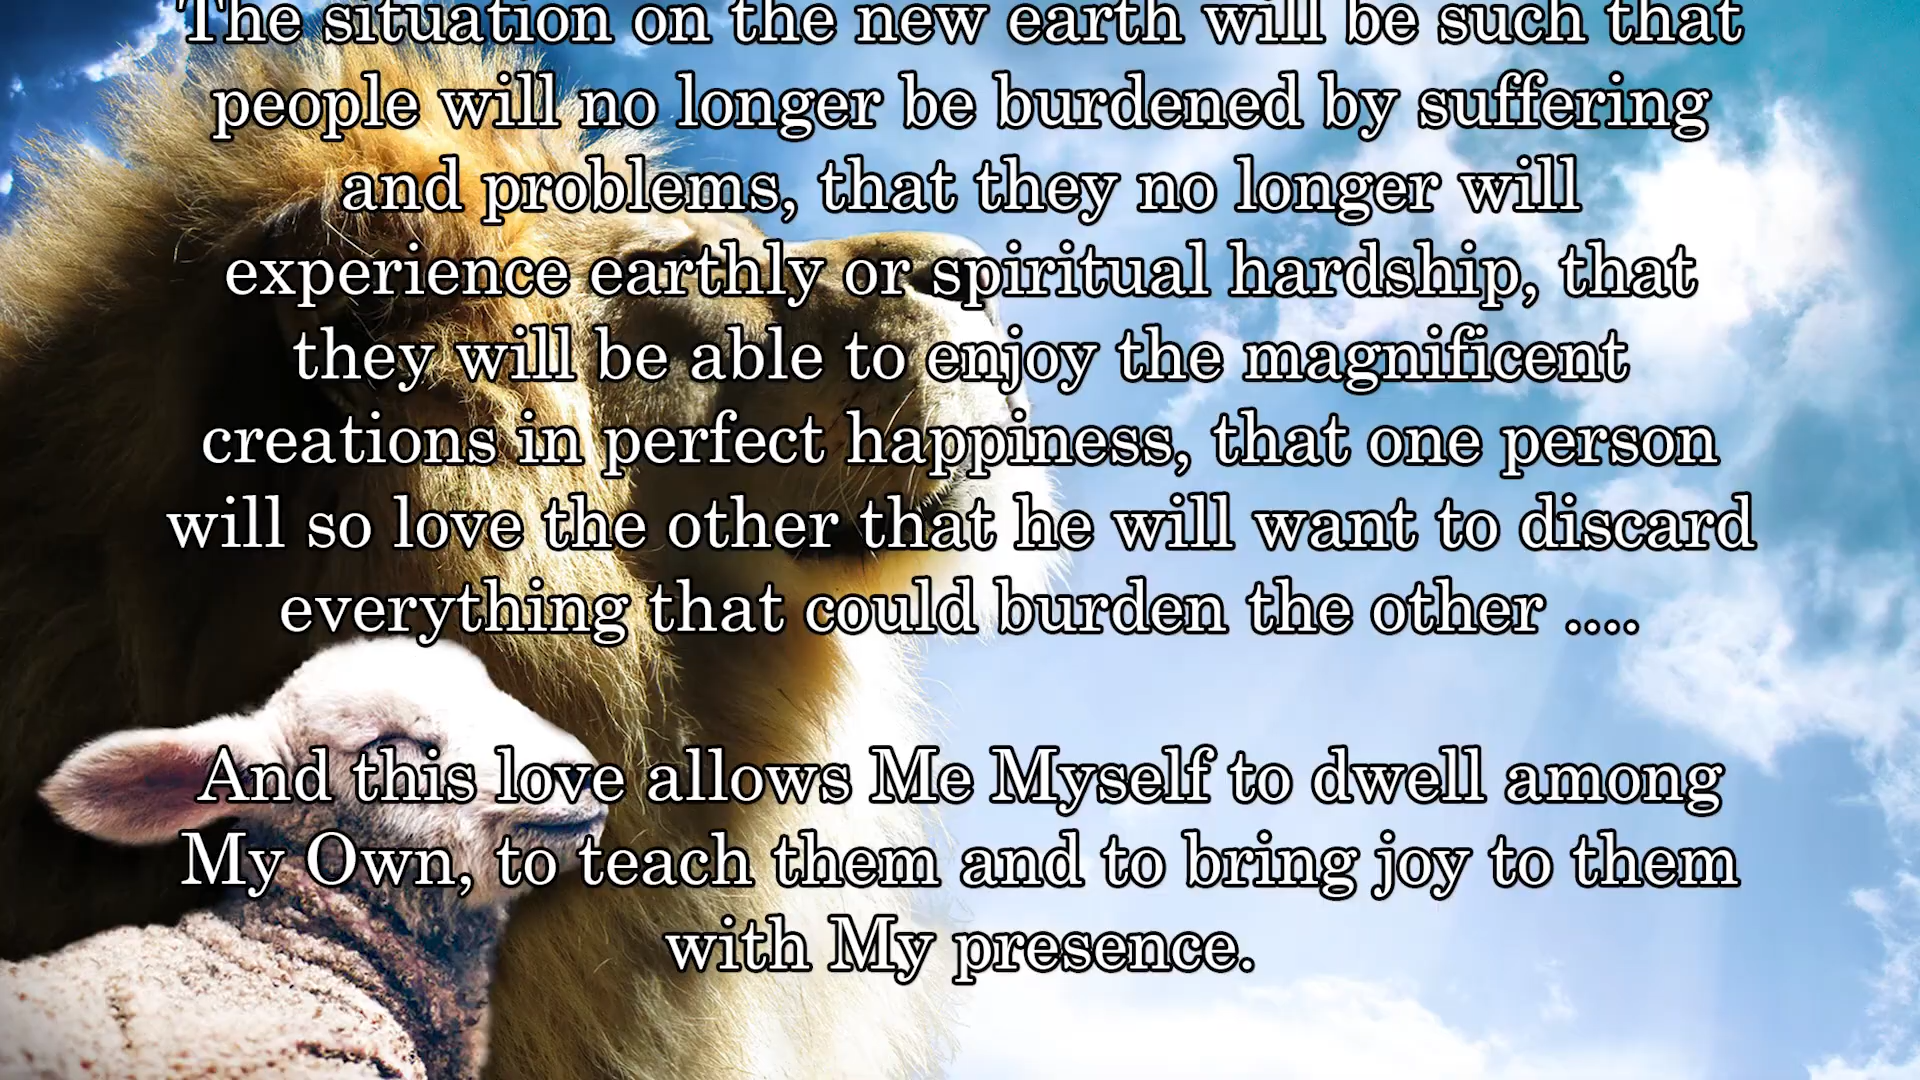 The situation on the new earth will be such that
people will no longer be burdened by suffering
and problems, that they no longer will
experience earthly or spiritual hardship, that
they will be able to enjoy the magnificent
creations in perfect happiness, that one person
will so love the other that he will want to discard
everything that could burden the other ....
And this love allows Me Myself to dwell among
My Own, to teach them and to bring joy to them
with My presence.